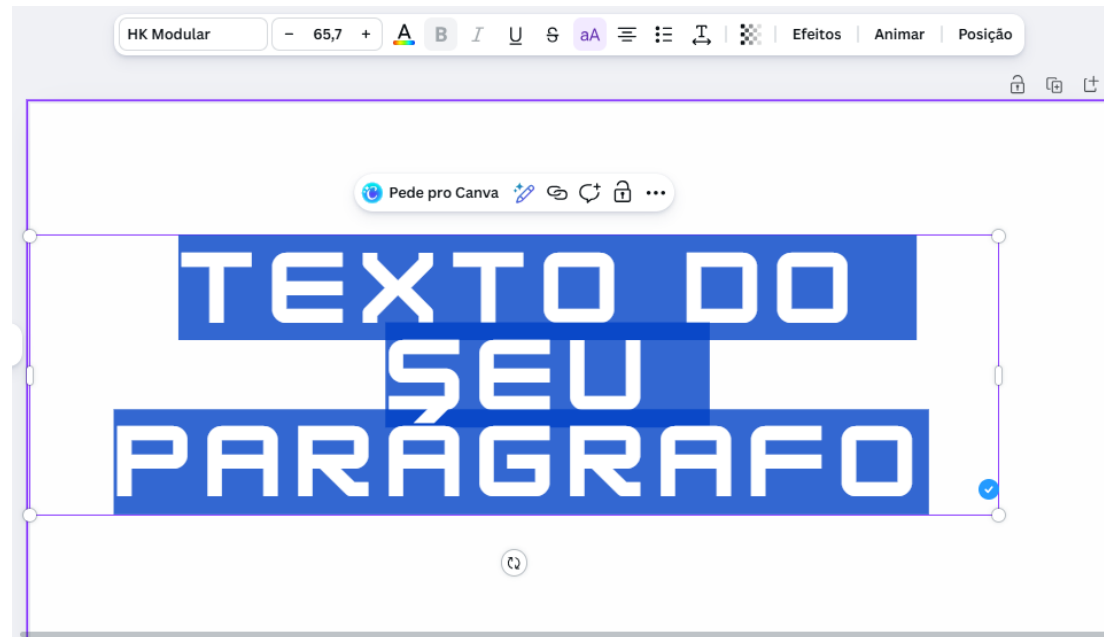 HK Modular – 65,7 + A B I U S aA T Efeitos Animar Posição
Pede pro Canva
TEXTO DO
SEU
PARÁGRAFO